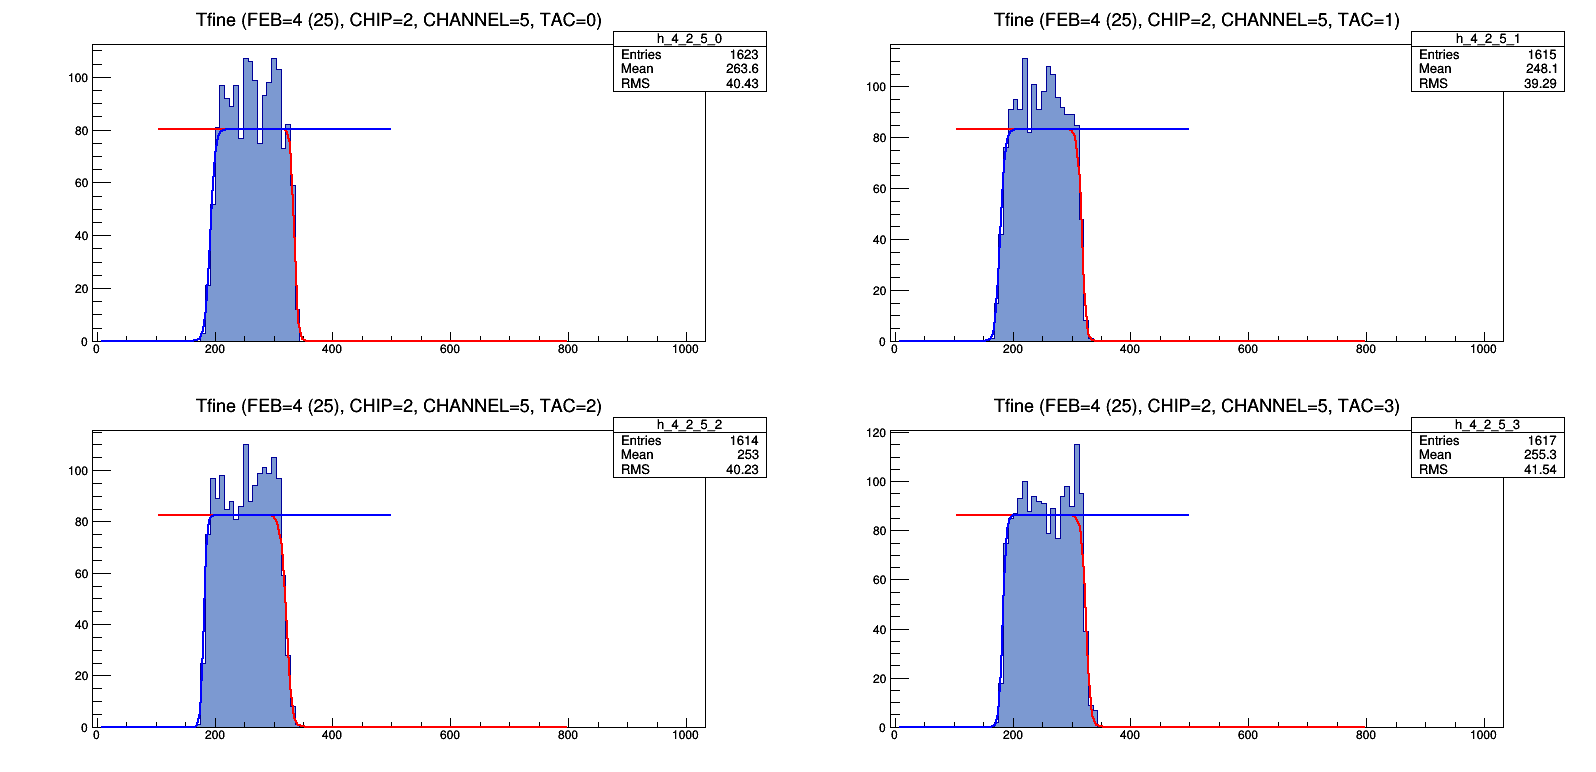 Tfine (FEB=4 (25), CHIP=2, CHANNEL=5, TAC=0)
h_4_2_5_0
Entries 1623
Mean 263.6
RMS 40.43
100
80
60
40
20
0
0 200 400 600 800 1000
Tfine (FEB=4 (25), CHIP=2, CHANNEL=5, TAC=1)
h_4_2_5_1
Entries 1615
Mean 248.1
RMS 39.29
100
80
60
40
20
0
0 200 400 600 800 1000
Tfine (FEB=4 (25), CHIP=2, CHANNEL=5, TAC=2)
h_4_2_5_2
Entries 1614
Mean 253
RMS 40.23
100
80
60
40
20
0
0 200 400 600 800 1000
Tfine (FEB=4 (25), CHIP=2, CHANNEL=5, TAC=3)
h_4_2_5_3
Entries 1617
Mean 255.3
RMS 41.54
120
100
80
60
40
20
0
0 200 400 600 800 1000